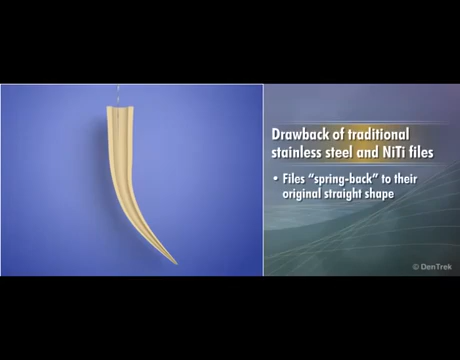 Drawback of traditional
stainless steel and NiTi files
• Files “spring-back” to their
original straight shape
© DenTrek